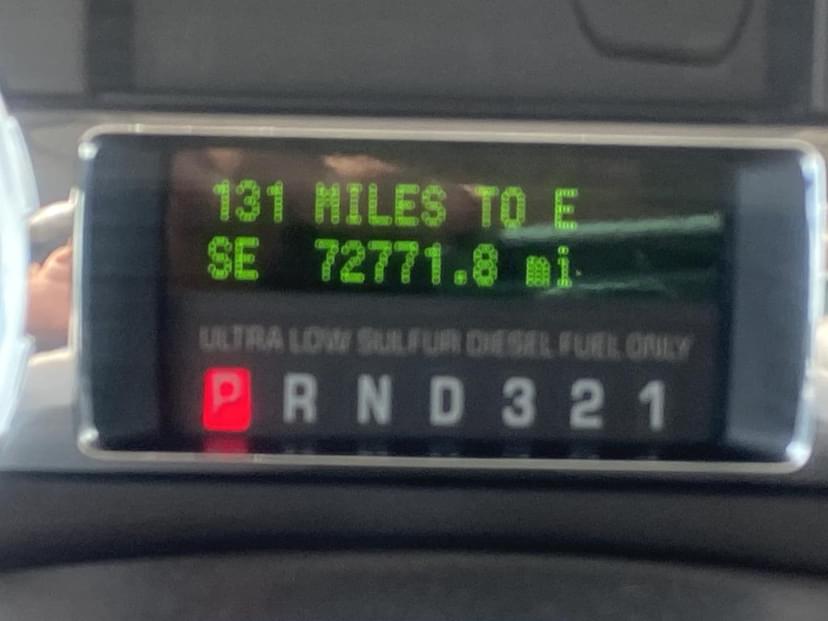 131 MILES TO E
SE 72771.8 mi
ULTRA LOW SULFUR DIESEL FUEL ONLY
P R N D 3 2 1